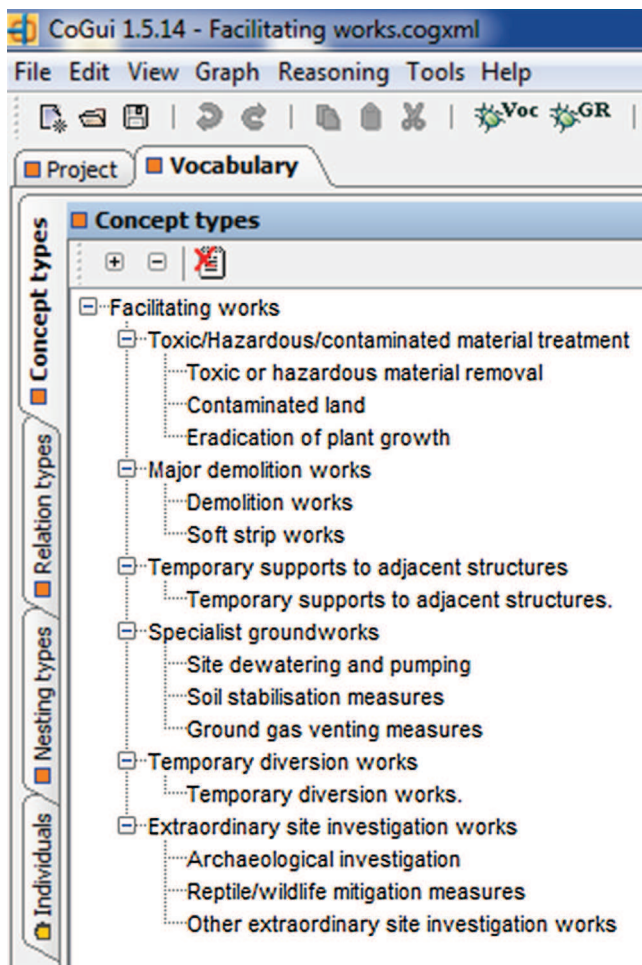 CoGui 1.5.14 - Facilitating works.cogxml
File Edit View Graph Reasoning Tools Help
Voc GR
Project Vocabulary
Concept types
Relation types
Nesting types
Individuals
Concept types
Facilitating works
Toxic/Hazardous/contaminated material treatment
Toxic or hazardous material removal
Contaminated land
Eradication of plant growth
Major demolition works
Demolition works
Soft strip works
Temporary supports to adjacent structures
Temporary supports to adjacent structures.
Specialist groundworks
Site dewatering and pumping
Soil stabilisation measures
Ground gas venting measures
Temporary diversion works
Temporary diversion works.
Extraordinary site investigation works
Archaeological investigation
Reptile/wildlife mitigation measures
Other extraordinary site investigation works